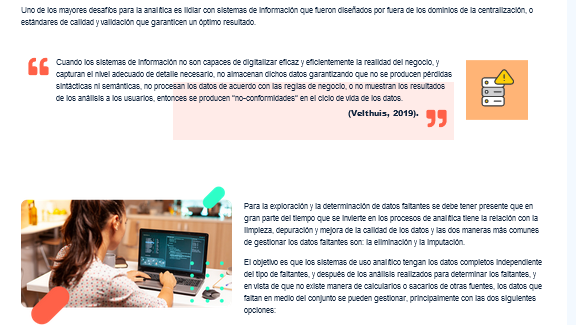 Uno de los mayores desafíos para la analítica es lidiar con sistemas de información que fueron diseñados por fuera de los dominios de la centralización, o
estándares de calidad y validación que garanticen un óptimo resultado.
Cuando los sistemas de información no son capaces de digitalizar eficaz y eficientemente la realidad del negocio, y
capturan el nivel adecuado de detalle necesario, no almacenan dichos datos garantizando que no se producen pérdidas
sintácticas ni semánticas, no procesan los datos de acuerdo con las reglas de negocio, o no muestran los resultados
de los análisis a los usuarios, entonces se producen "no-conformidades" en el ciclo de vida de los datos.
(Velthuis, 2019).
Para la exploración y la determinación de datos faltantes se debe tener presente que en
gran parte del tiempo que se invierte en los procesos de analítica tiene la relación con la
limpieza, depuración y mejora de la calidad de los datos y las dos maneras más comunes
de gestionar los datos faltantes son: la eliminación y la imputación.
El objetivo es que los sistemas de uso analítico tengan los datos completos independiente
del tipo de faltantes, y después de los análisis realizados para determinar los faltantes, y
en vista de que no existe manera de calcularlos o sacarlos de otras fuentes, los datos que
faltan en medio del conjunto se pueden gestionar, principalmente con las dos siguientes
opciones: